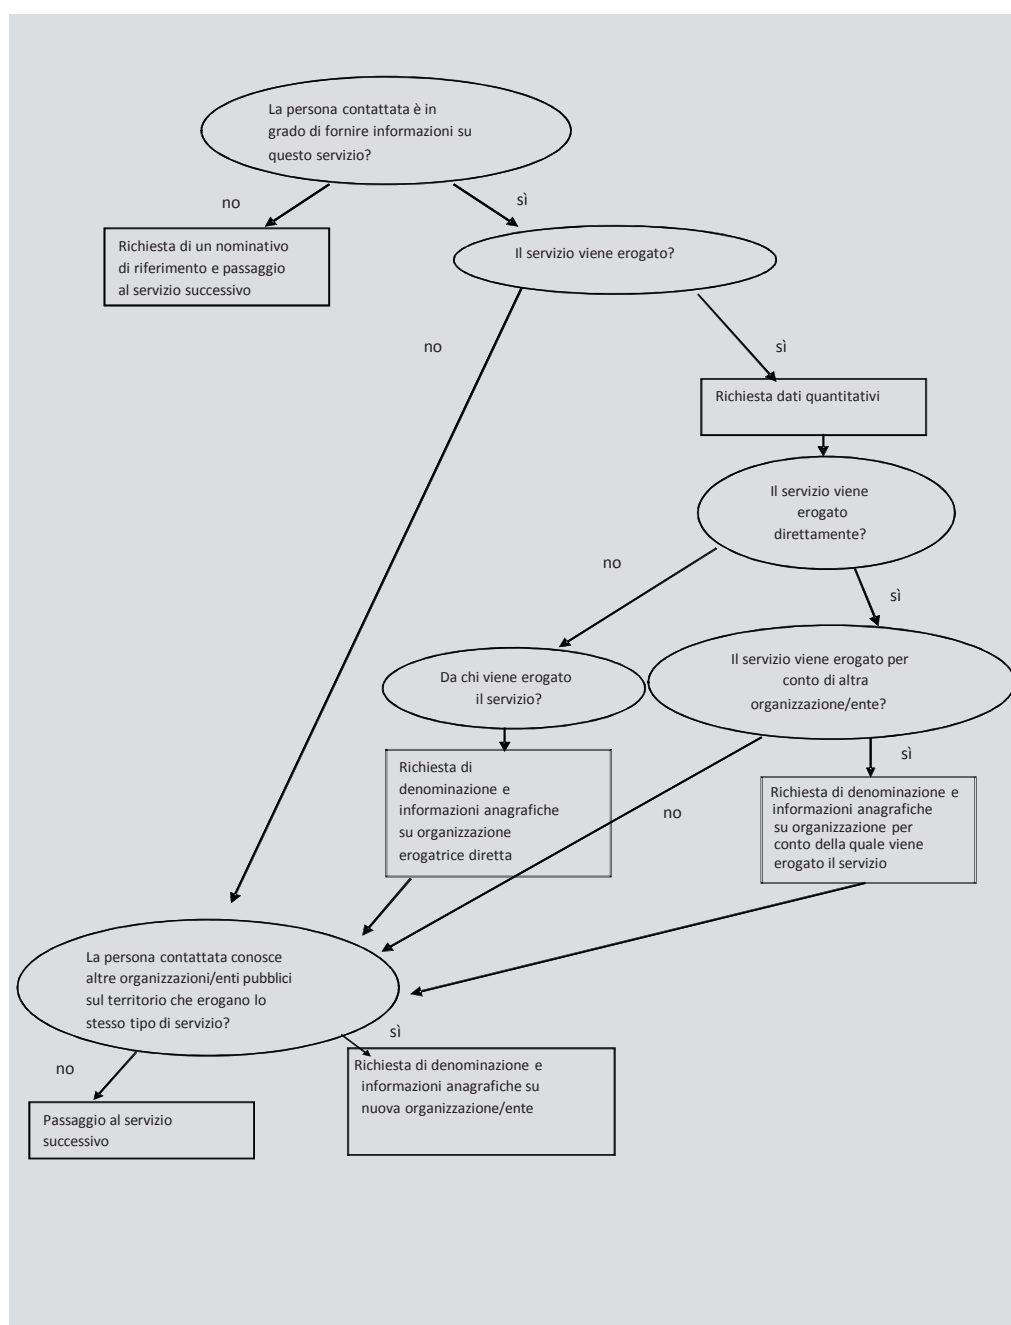 La persona contattata è in
grado di fornire informazioni su
questo servizio?
no
sì
Richiesta di un nominativo
di riferimento e passaggio
al servizio successivo
Il servizio viene erogato?
no
sì
Richiesta dati quantitativi
Il servizio viene
erogato
direttamente?
no
sì
Da chi viene erogato
il servizio?
Il servizio viene erogato per
conto di altra
organizzazione/ente?
sì
Richiesta di
denominazione e
informazioni anagrafiche
su organizzazione
erogatrice diretta
no
Richiesta di denominazione e
informazioni anagrafiche
su organizzazione per
conto della quale viene
erogato il servizio
La persona contattata conosce
altre organizzazioni/enti pubblici
sul territorio che erogano lo
stesso tipo di servizio?
sì
no
Richiesta di denominazione e
informazioni anagrafiche su
nuova organizzazione/ente
Passaggio al servizio
successivo